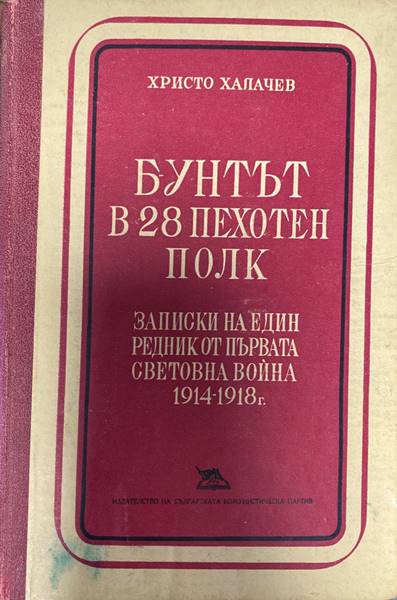 ХРИСТО ХАЛАЧЕВ
БУНТЪТ
В 28 ПЕХОТЕН
ПОЛК
ЗАПИСКИ НА ЕДИН
РЕДНИК ОТ ПЪРВАТА
СВЕТОВНА ВОЙНА
1914-1918 г.
ИЗДАТЕЛСТВО НА БЪЛГАРСКАТА КОМУНИСТИЧЕСКА ПАРТИЯ